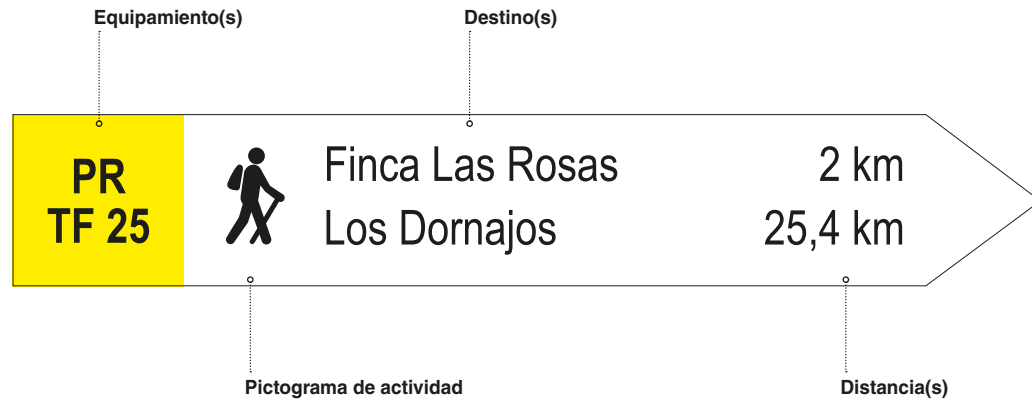 Equipamiento(s)
Destino(s)
PR
TF 25
Finca Las Rosas
2 km
Los Dornajos
25,4 km
Pictograma de actividad
Distancia(s)